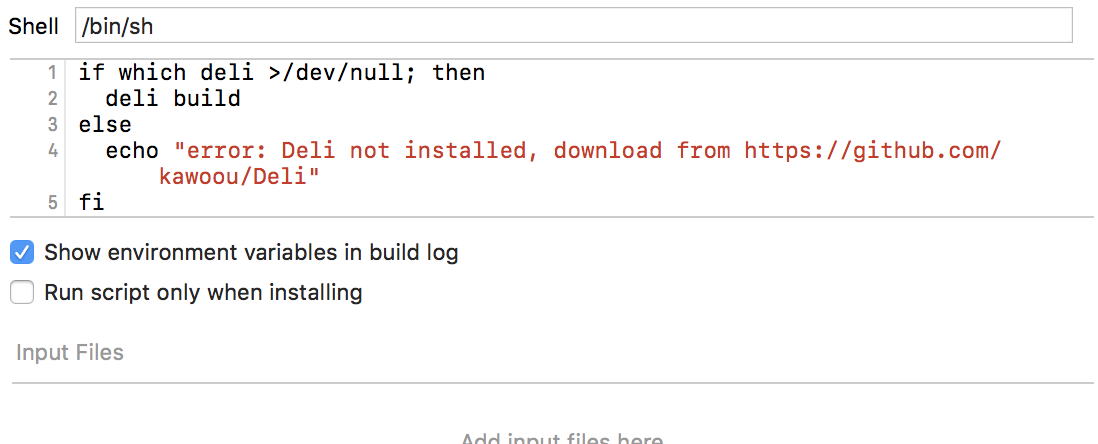 Shell /bin/sh
1 if which deli >/dev/null; then
2 deli build
3 else
4 echo "error: Deli not installed, download from https://github.com/
kawoou/Deli"
5 fi
Show environment variables in build log
Run script only when installing
Input Files
Add input files here